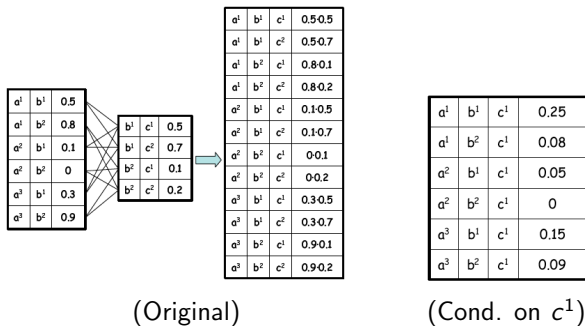 a¹ b¹ 0.5
a¹ b² 0.8
a² b¹ 0.1
a² b² 0
a³ b¹ 0.3
a³ b² 0.9
b¹ c¹ 0.5
b¹ c² 0.7
b² c¹ 0.1
b² c² 0.2
a¹ b¹ c¹ 0.5·0.5
a¹ b¹ c² 0.5·0.7
a¹ b² c¹ 0.8·0.1
a¹ b² c² 0.8·0.2
a² b¹ c¹ 0.1·0.5
a² b¹ c² 0.1·0.7
a² b² c¹ 0·0.1
a² b² c² 0·0.2
a³ b¹ c¹ 0.3·0.5
a³ b¹ c² 0.3·0.7
a³ b² c¹ 0.9·0.1
a³ b² c² 0.9·0.2
(Original)
a¹ b¹ c¹ 0.25
a¹ b² c¹ 0.08
a² b¹ c¹ 0.05
a² b² c¹ 0
a³ b¹ c¹ 0.15
a³ b² c¹ 0.09
(Cond. on c¹)